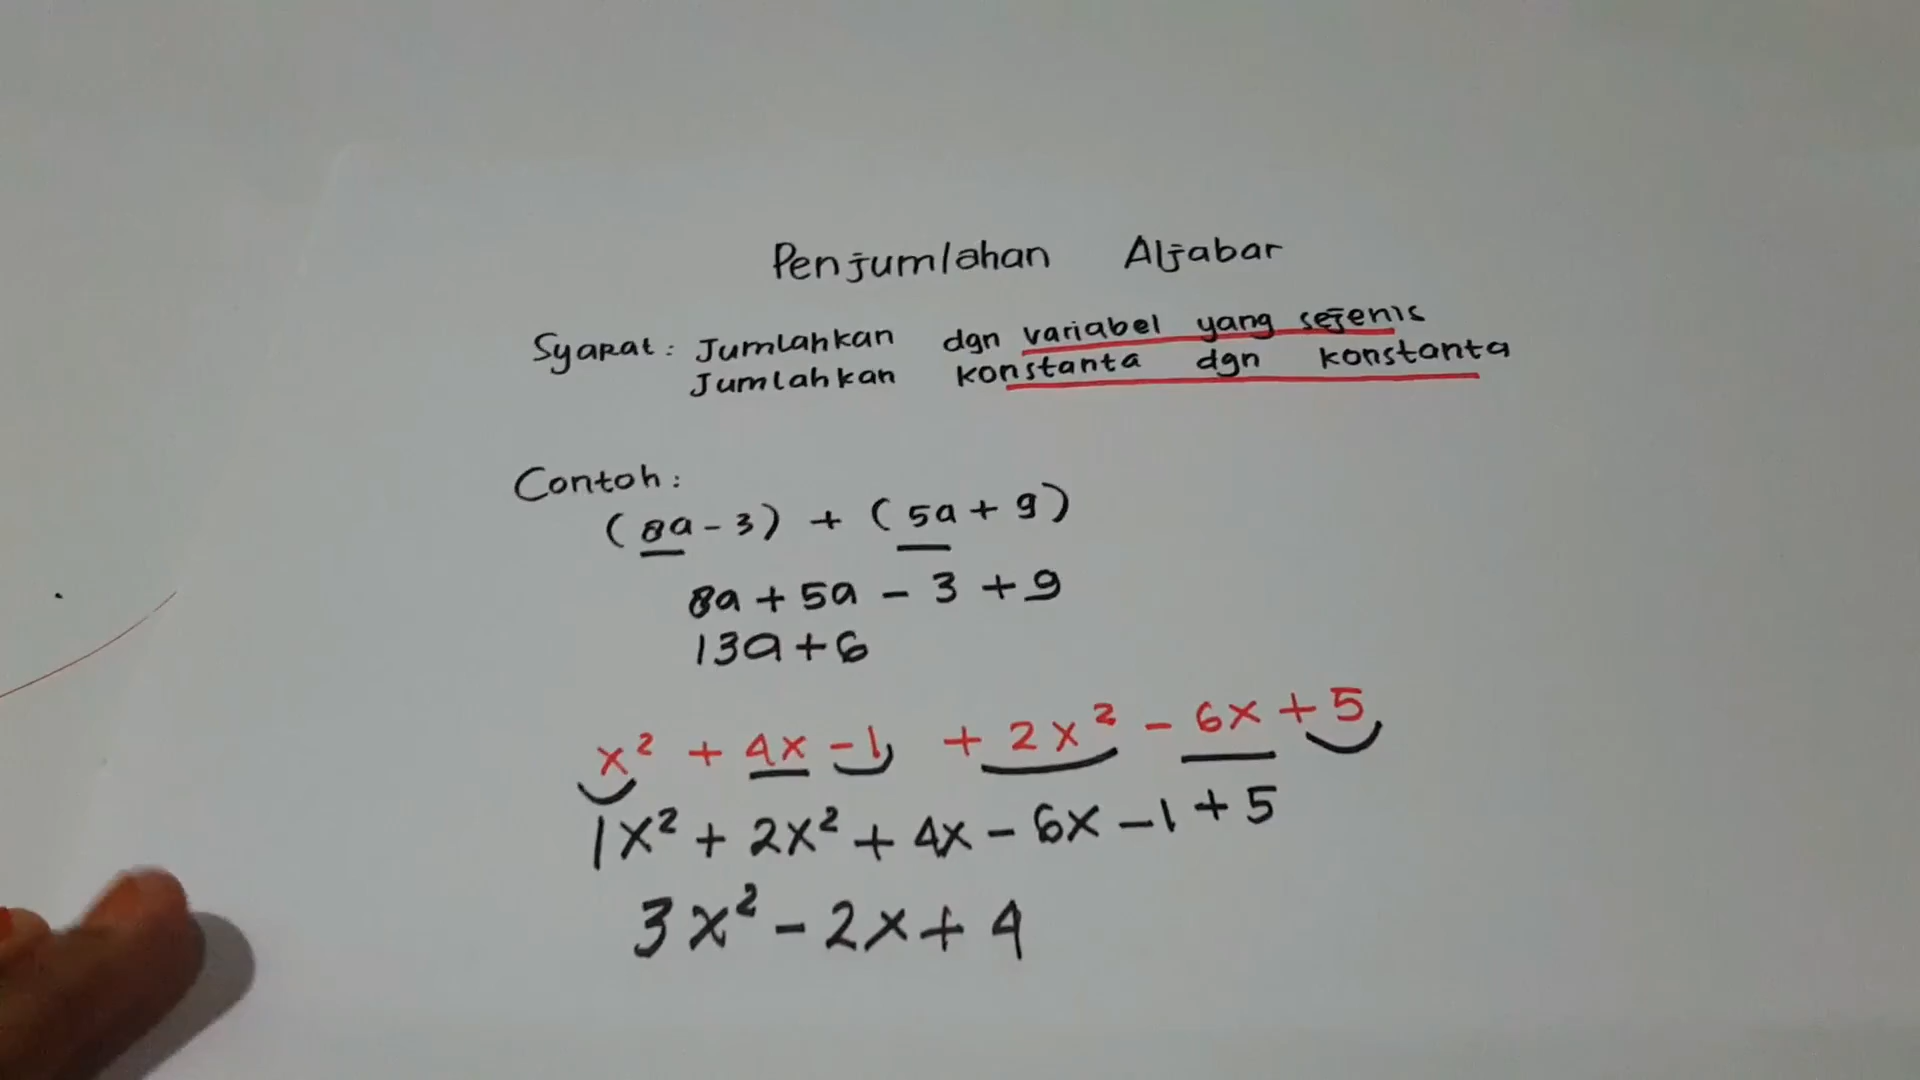 Penjumlahan Aljabar
Syarat: Jumlahkan dgn variabel yang sejenis
Jumlahkan konstanta dgn konstanta
Contoh:
(8a - 3) + (5a + 9)
8a + 5a - 3 + 9
13a + 6
x² + 4x - 1 + 2x² - 6x + 5
1x² + 2x² + 4x - 6x - 1 + 5
3x² - 2x + 4